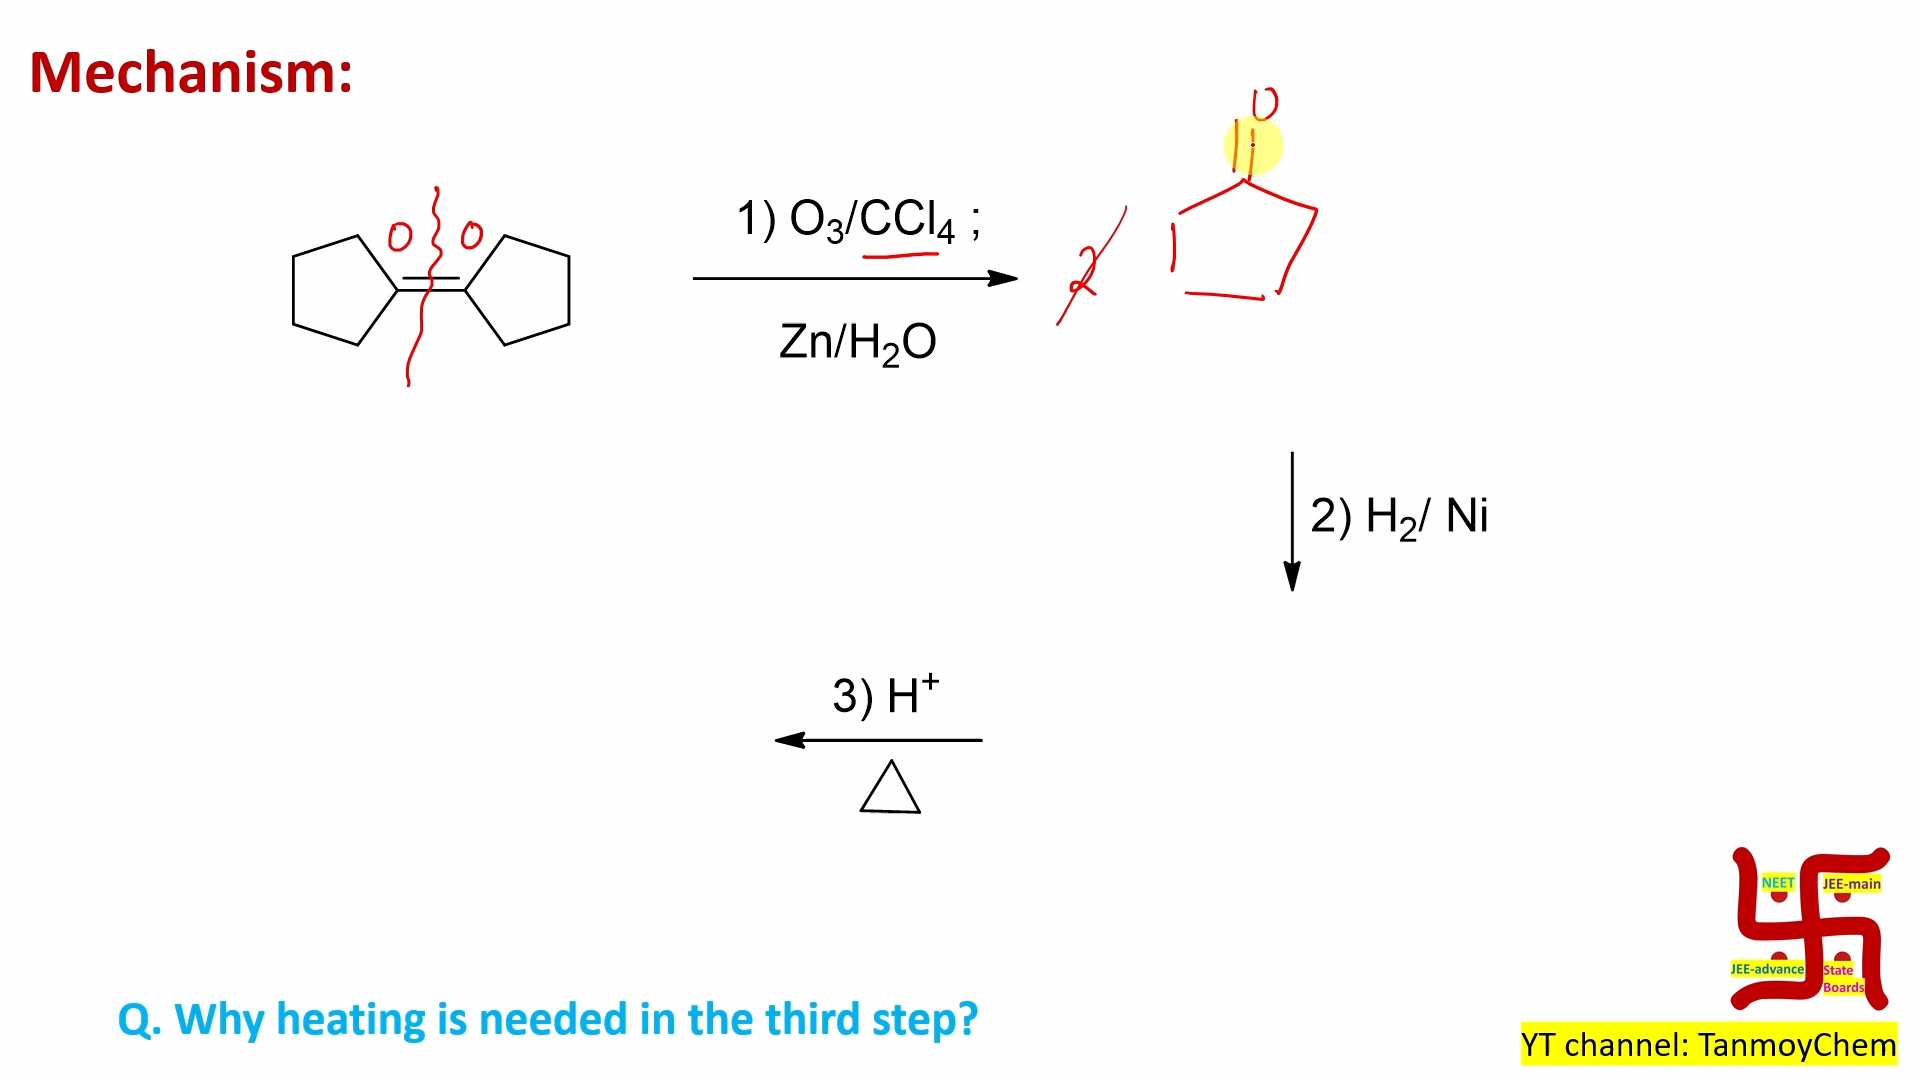 Mechanism:
O
O O
1) O₃/CCl₄ ;
2
Zn/H₂O
2) H₂/ Ni
3) H⁺
NEET JEE-main
JEE-advance State
Boards
Q. Why heating is needed in the third step?
YT channel: TanmoyChem